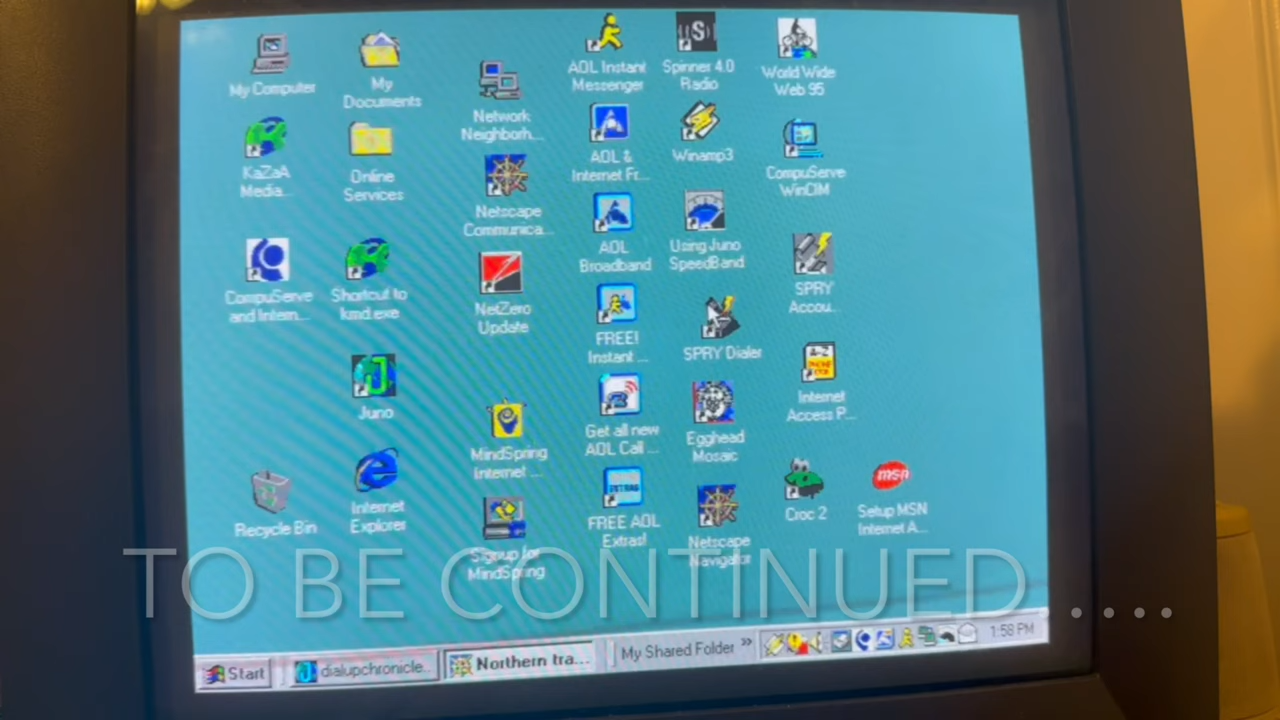 My Computer
My
Documents
Network
Neighborh...
AOL Instant
Messenger
Spinner 4.0
Radio
World Wide
Web 95
KaZaA
Media...
Online
Services
Netscape
Communica...
AOL &
Internet Fr...
Winamp3
CompuServe
WinCIM
CompuServe
and Intern...
Shortcut to
kmd.exe
NetZero
Update
AOL
Broadband
Using Juno
SpeedBand
SPRY
Accou...
Juno
FREE!
Instant ...
SPRY Dialer
Internet
Access P...
MindSpring
Internet ...
Get all new
AOL Call ...
Egghead
Mosaic
Recycle Bin
Internet
Explorer
Signup for
MindSpring
FREE AOL
Extras!
Netscape
Navigator
Croc 2
msn
Setup MSN
Internet A...
TO BE CONTINUED ....
Start
dialupchronicle...
Northern tra...
My Shared Folder »
1:58 PM